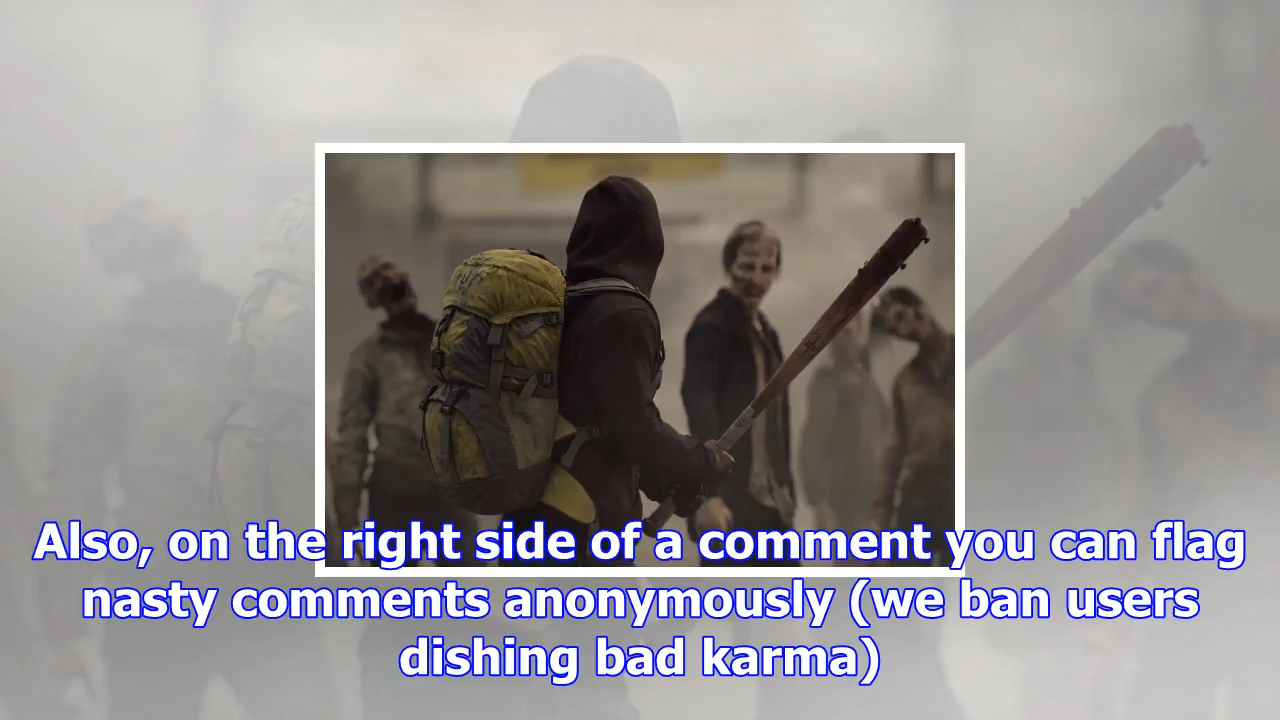 Also, on the right side of a comment you can flag
nasty comments anonymously (we ban users
dishing bad karma)